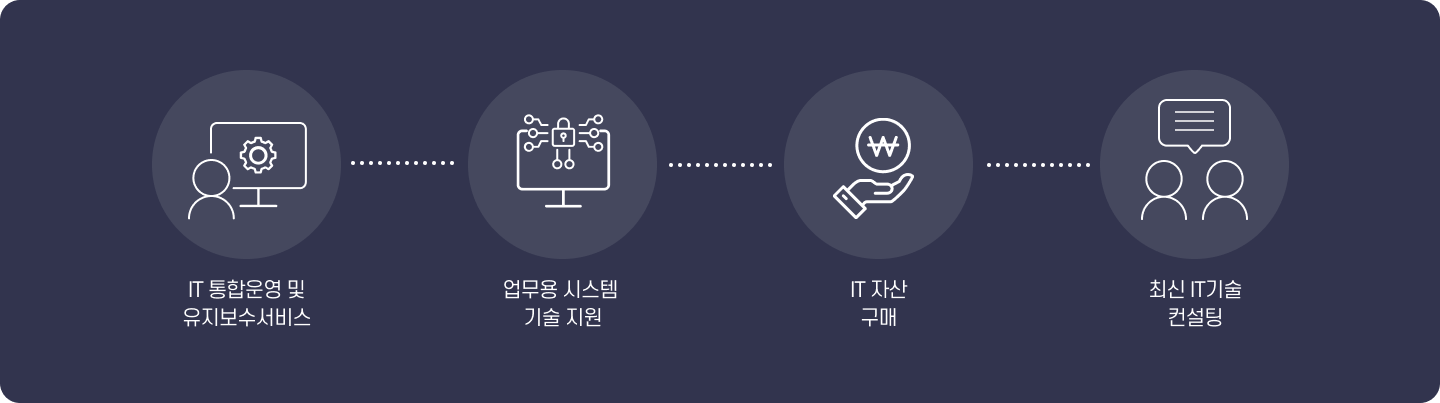 IT 통합운영 및
유지보수서비스
업무용 시스템
기술 지원
IT 자산
구매
최신 IT기술
컨설팅